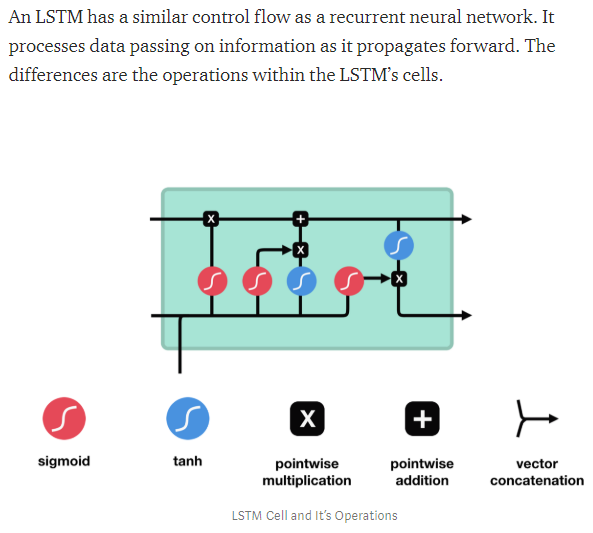 An LSTM has a similar control flow as a recurrent neural network. It
processes data passing on information as it propagates forward. The
differences are the operations within the LSTM’s cells.
X
+
X
X
X
+
sigmoid
tanh
pointwise
multiplication
pointwise
addition
vector
concatenation
LSTM Cell and It’s Operations